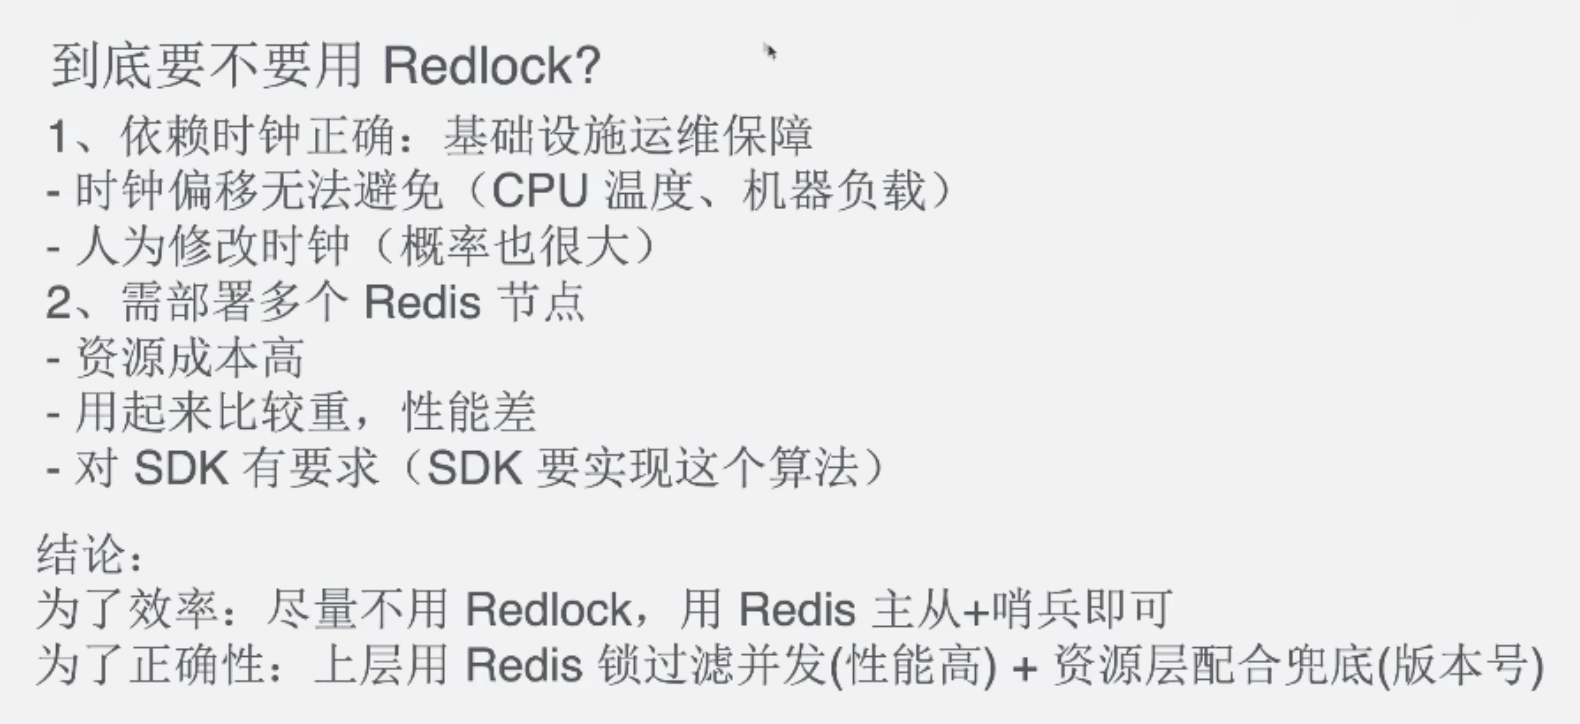 到底要不要用 Redlock?
1、依赖时钟正确：基础设施运维保障
- 时钟偏移无法避免（CPU 温度、机器负载）
- 人为修改时钟（概率也很大）
2、需部署多个 Redis 节点
- 资源成本高
- 用起来比较重，性能差
- 对 SDK 有要求（SDK 要实现这个算法）
结论：
为了效率：尽量不用 Redlock，用 Redis 主从+哨兵即可
为了正确性：上层用 Redis 锁过滤并发(性能高) + 资源层配合兜底(版本号)